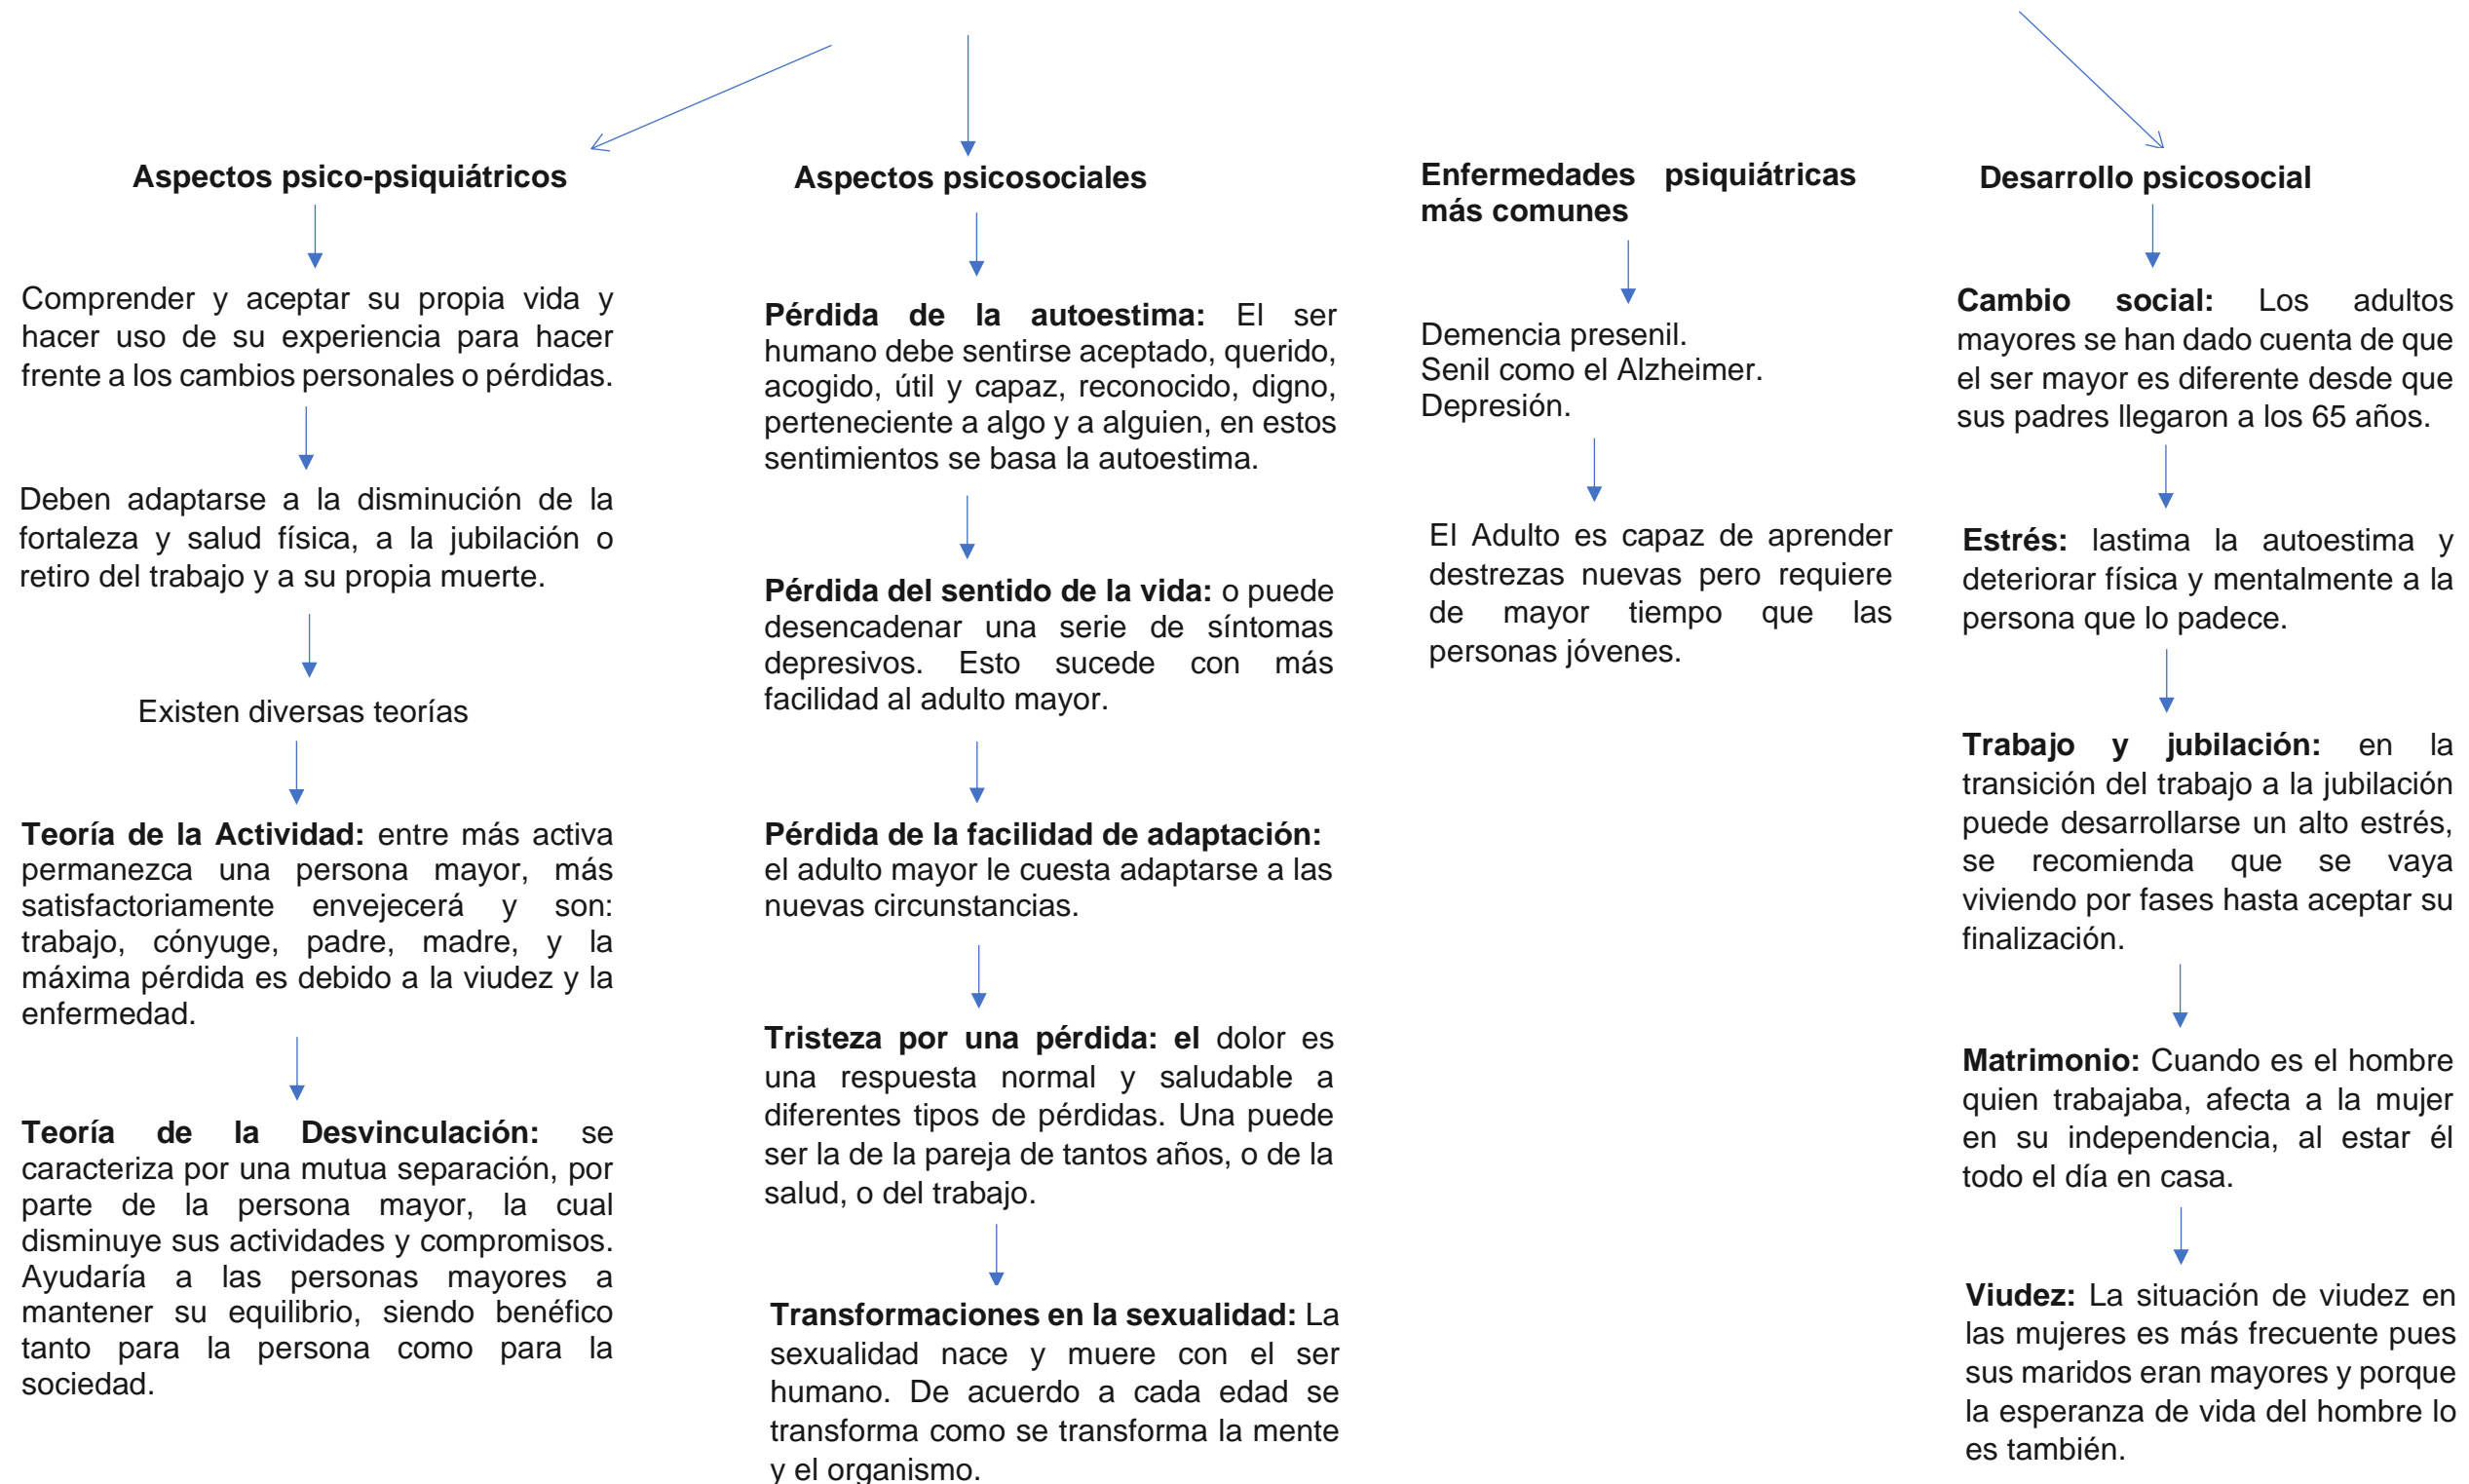 Aspectos psico-psiquiátricos
Comprender y aceptar su propia vida y
hacer uso de su experiencia para hacer
frente a los cambios personales o pérdidas.
Deben adaptarse a la disminución de la
fortaleza y salud física, a la jubilación o
retiro del trabajo y a su propia muerte.
Existen diversas teorías
Teoría de la Actividad: entre más activa
permanezca una persona mayor, más
satisfactoriamente envejecerá y son:
trabajo, cónyuge, padre, madre, y la
máxima pérdida es debido a la viudez y la
enfermedad.
Teoría de la Desvinculación: se
caracteriza por una mutua separación, por
parte de la persona mayor, la cual
disminuye sus actividades y compromisos.
Ayudaría a las personas mayores a
mantener su equilibrio, siendo benéfico
tanto para la persona como para la
sociedad.
Aspectos psicosociales
Pérdida de la autoestima: El ser
humano debe sentirse aceptado, querido,
acogido, útil y capaz, reconocido, digno,
perteneciente a algo y a alguien, en estos
sentimientos se basa la autoestima.
Pérdida del sentido de la vida: o puede
desencadenar una serie de síntomas
depresivos. Esto sucede con más
facilidad al adulto mayor.
Pérdida de la facilidad de adaptación:
el adulto mayor le cuesta adaptarse a las
nuevas circunstancias.
Tristeza por una pérdida: el dolor es
una respuesta normal y saludable a
diferentes tipos de pérdidas. Una puede
ser la de la pareja de tantos años, o de la
salud, o del trabajo.
Transformaciones en la sexualidad: La
sexualidad nace y muere con el ser
humano. De acuerdo a cada edad se
transforma como se transforma la mente
y el organismo.
Enfermedades psiquiátricas
más comunes
Demencia presenil.
Senil como el Alzheimer.
Depresión.
El Adulto es capaz de aprender
destrezas nuevas pero requiere
de mayor tiempo que las
personas jóvenes.
Desarrollo psicosocial
Cambio social: Los adultos
mayores se han dado cuenta de que
el ser mayor es diferente desde que
sus padres llegaron a los 65 años.
Estrés: lastima la autoestima y
deteriorar física y mentalmente a la
persona que lo padece.
Trabajo y jubilación: en la
transición del trabajo a la jubilación
puede desarrollarse un alto estrés,
se recomienda que se vaya
viviendo por fases hasta aceptar su
finalización.
Matrimonio: Cuando es el hombre
quien trabajaba, afecta a la mujer
en su independencia, al estar él
todo el día en casa.
Viudez: La situación de viudez en
las mujeres es más frecuente pues
sus maridos eran mayores y porque
la esperanza de vida del hombre lo
es también.